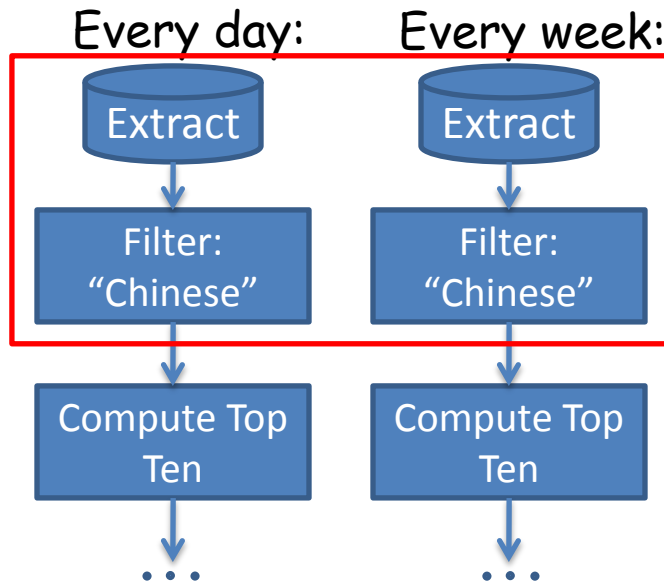 Every day:
Every week:
Extract
Extract
Filter:
“Chinese”
Filter:
“Chinese”
Compute Top
Ten
Compute Top
Ten
...
...